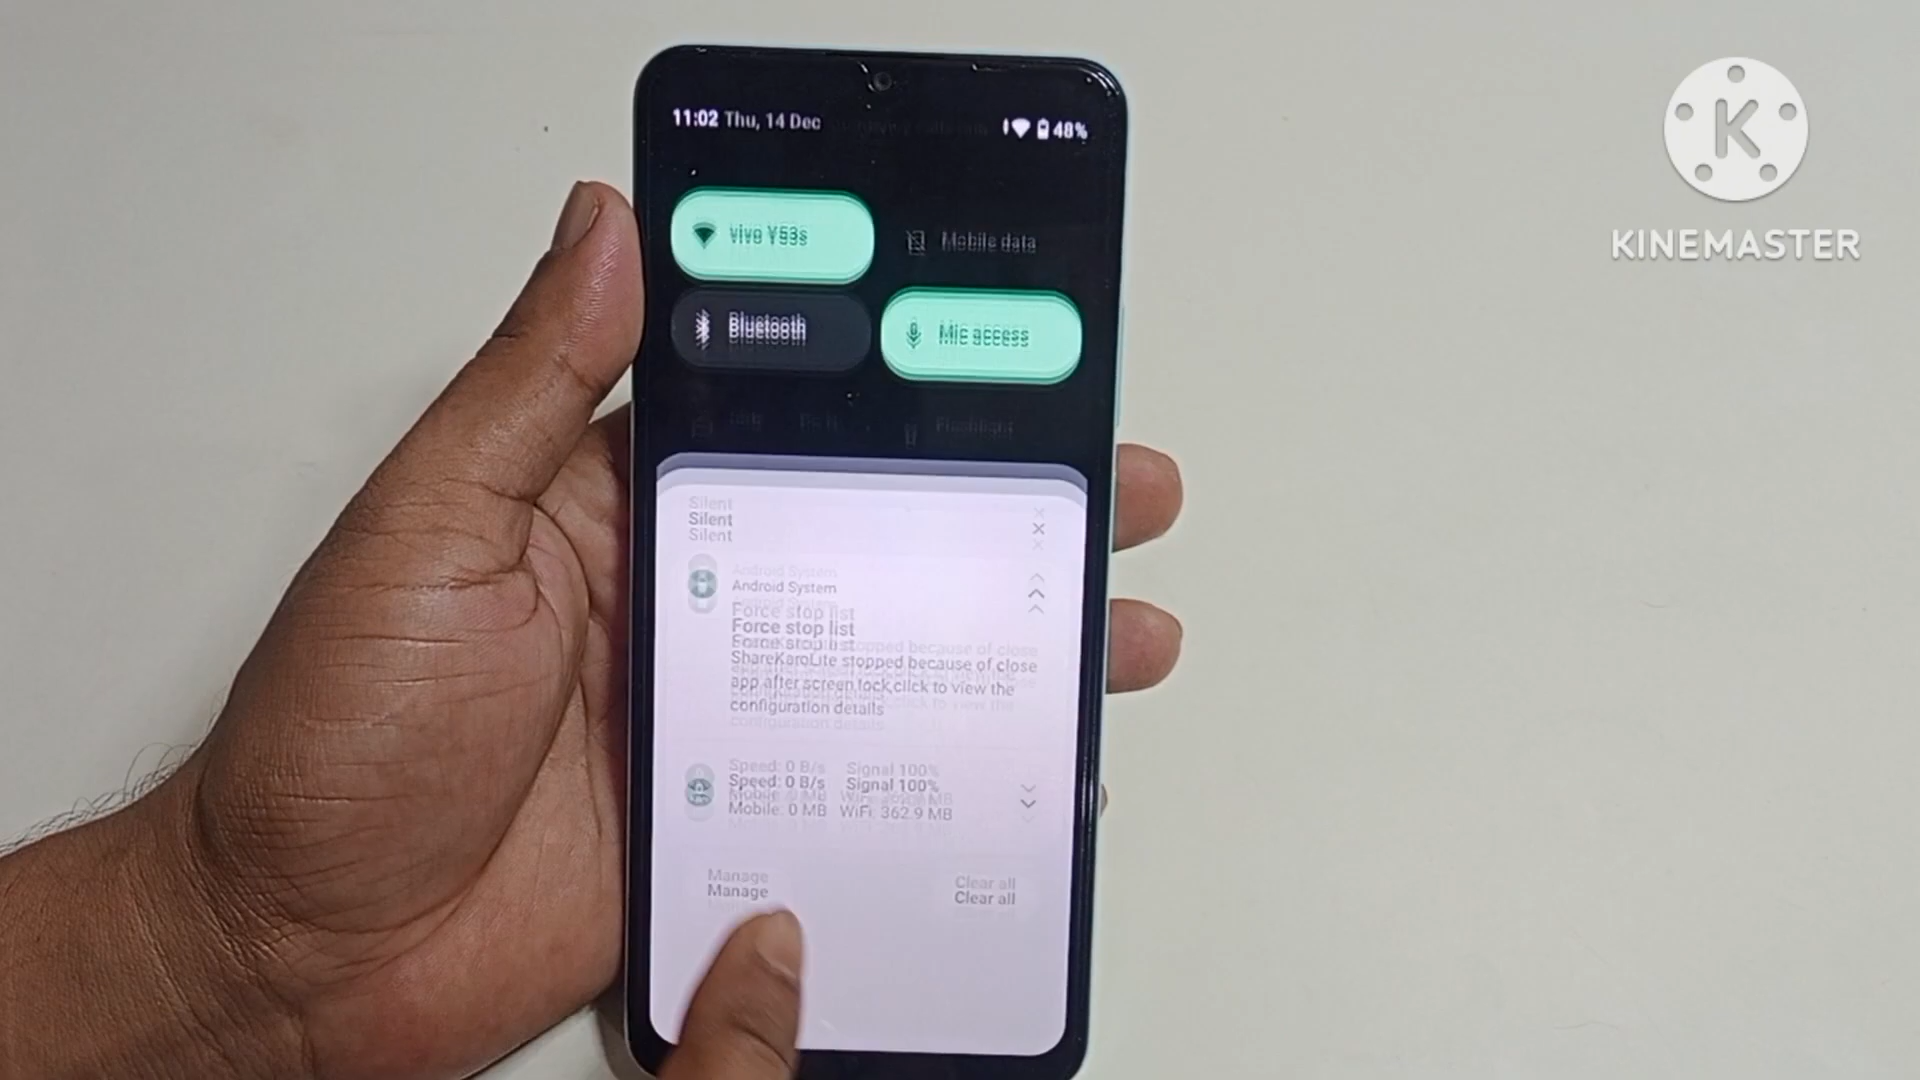 11:02 Thu, 14 Dec
48%
vivo Y53s
Mobile data
Bluetooth
Mic access
Flashlight
Silent
Android System
Force stop list
ShareKaroLite stopped because of close
app after screen lock,click to view the
configuration details
Speed: 0 B/s Signal 100%
Mobile: 0 MB WiFi: 362.9 MB
Manage
Clear all
K
KINEMASTER